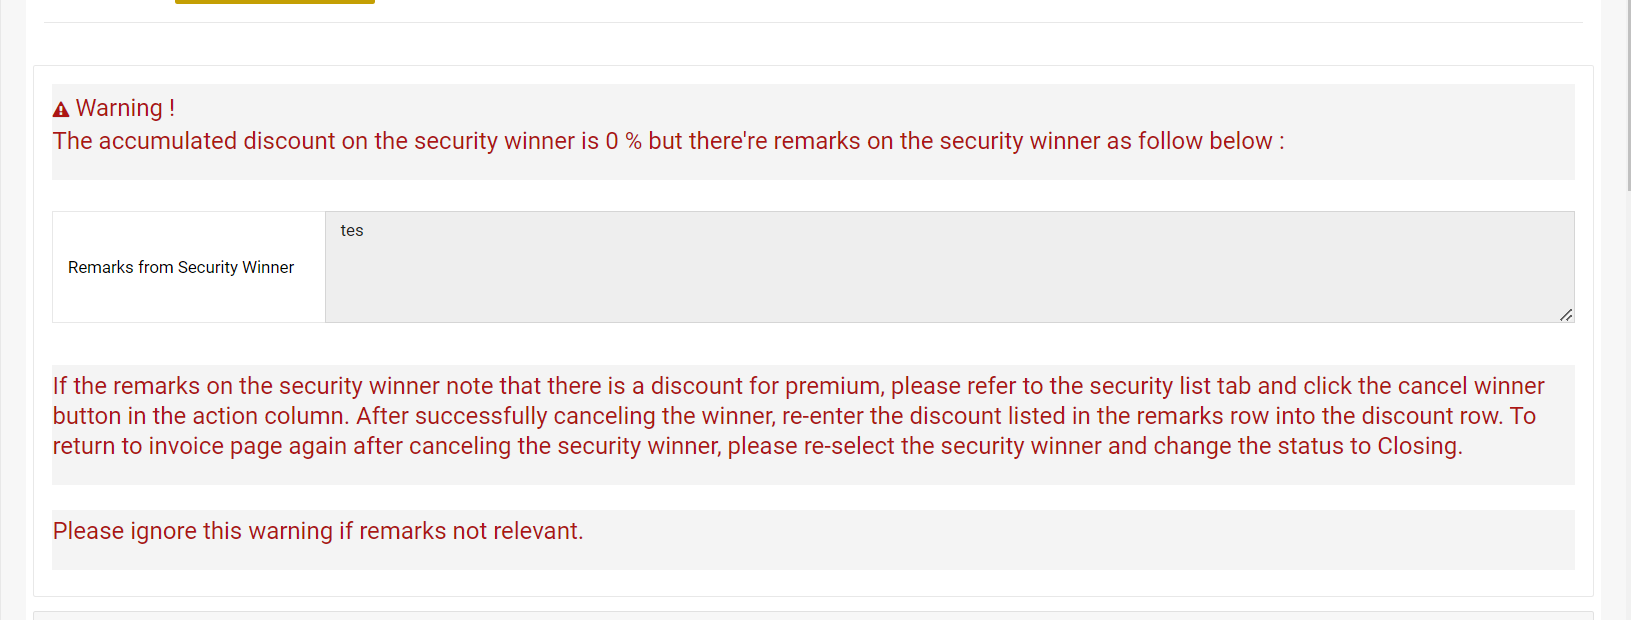 Warning !
The accumulated discount on the security winner is 0 % but there're remarks on the security winner as follow below :
tes
Remarks from Security Winner
If the remarks on the security winner note that there is a discount for premium, please refer to the security list tab and click the cancel winner
button in the action column. After successfully canceling the winner, re-enter the discount listed in the remarks row into the discount row. To
return to invoice page again after canceling the security winner, please re-select the security winner and change the status to Closing.
Please ignore this warning if remarks not relevant.